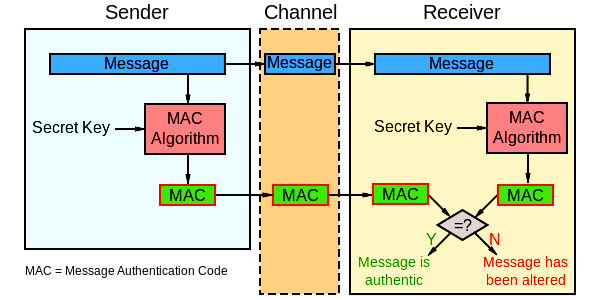 Sender
Channel
Receiver
Message
Message
Message
Secret Key
MAC
Algorithm
Secret Key
MAC
Algorithm
MAC
MAC
MAC
MAC
=?
Y
N
Message is
authentic
Message has
been altered
MAC = Message Authentication Code